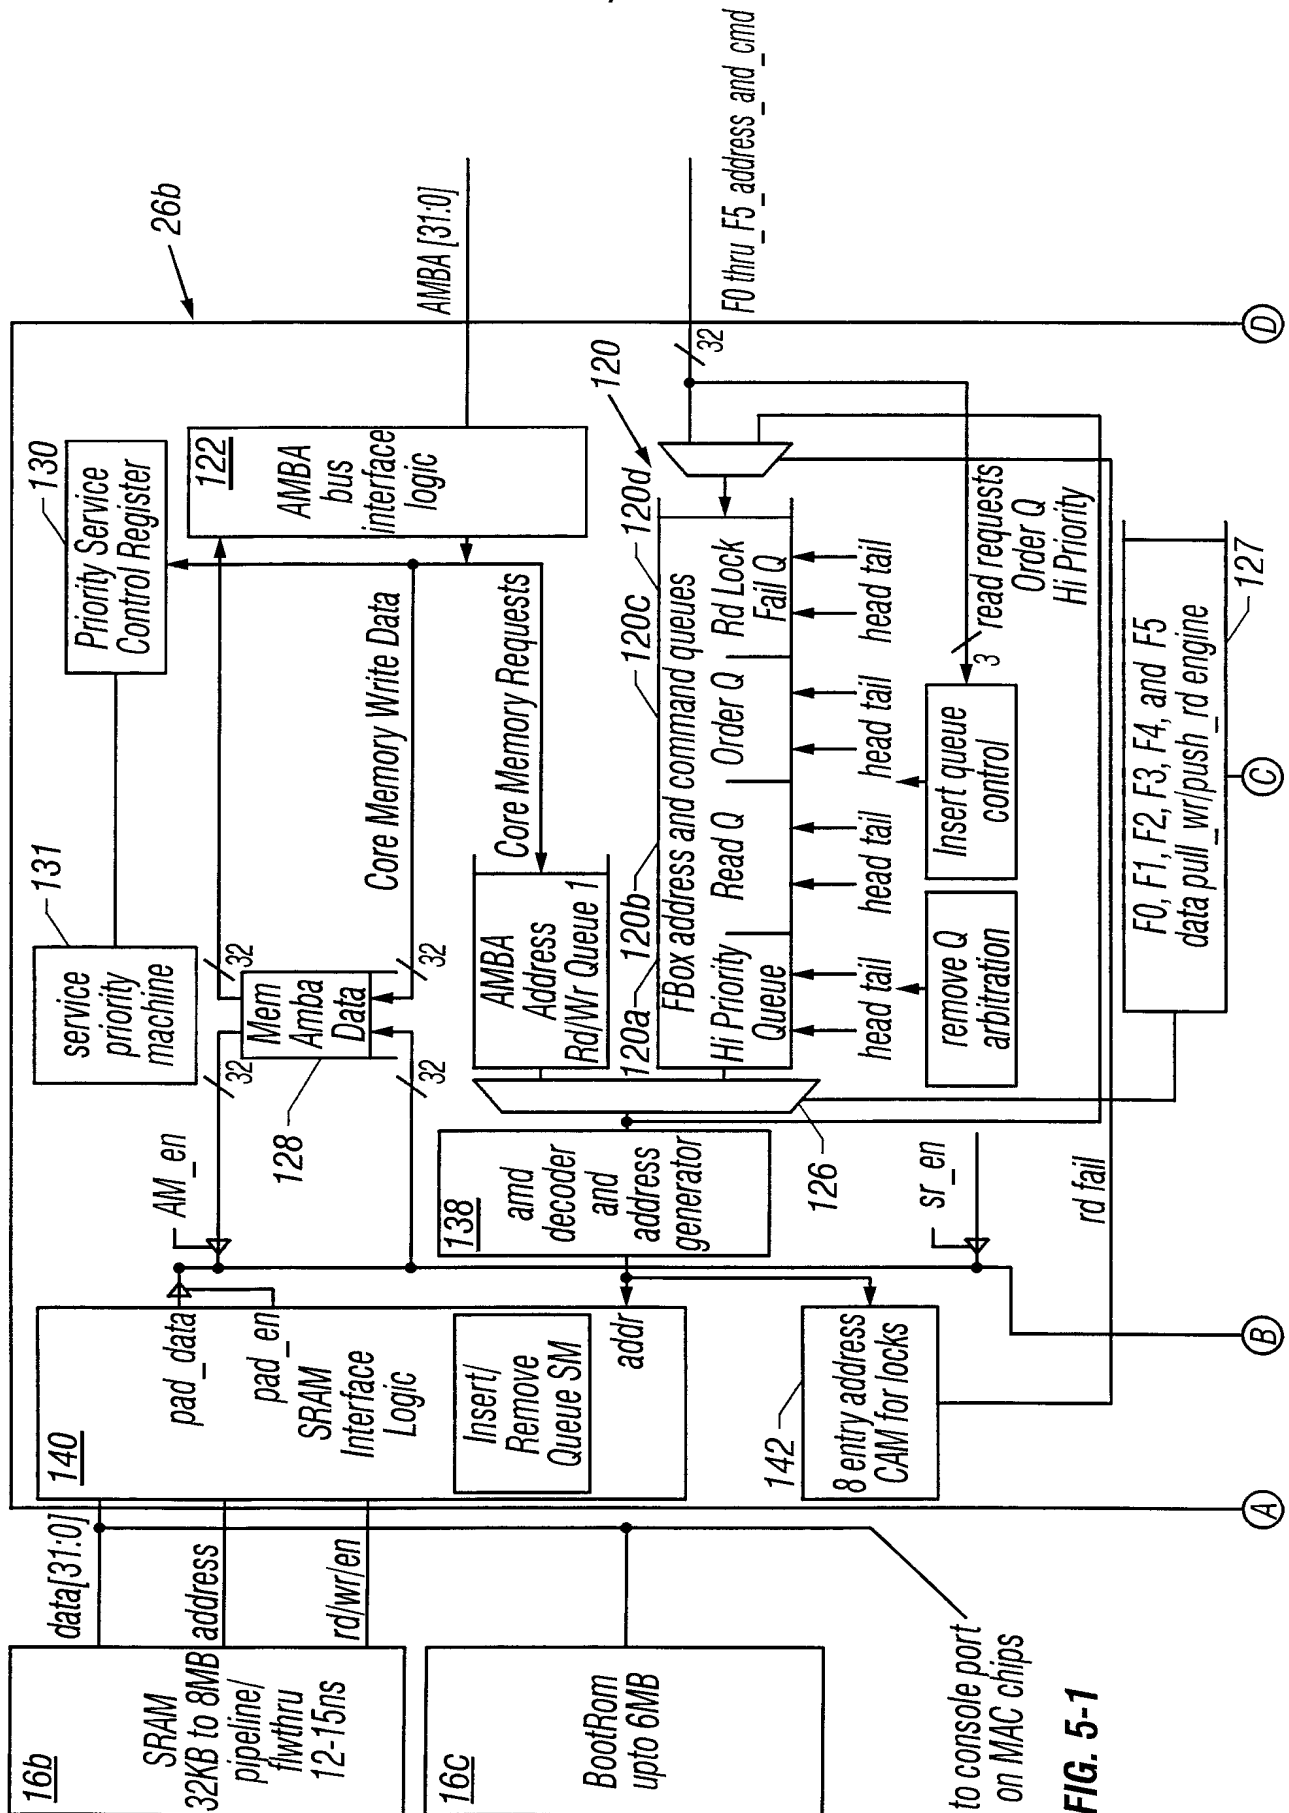 26b
AMBA [31:0]
F0 thru_F5_address_and_cmd
130
Priority Service
Control Register
122
AMBA
bus
interface
logic
131
service
priority
machine
Core Memory Write Data
Core Memory Requests
32
32
32
32
Mem
Amba
Data
128
AM_en
AMBA
Address
Rd/Wr Queue 1
120
32
120a
120b
120c
120d
FBox address and command queues
Hi Priority
Queue
Read Q
Order Q
Rd Lock
Fail Q
head tail
head tail
head tail
head tail
remove Q
arbitration
Insert queue
control
3
read requests
Order Q
Hi Priority
F0, F1, F2, F3, F4, and F5
data pull_wr/push_rd engine
127
138
amd
decoder
and
address
generator
126
sr_en
rd fail
140
pad_data
pad_en
SRAM
Interface
Logic
Insert/
Remove
Queue SM
addr
142
8 entry address
CAM for locks
data[31:0]
address
rd/wr/en
16b
SRAM
32KB to 8MB
pipeline/
flwthru
12-15ns
16c
BootRom
upto 6MB
to console port
on MAC chips
A
B
C
D
FIG. 5-1